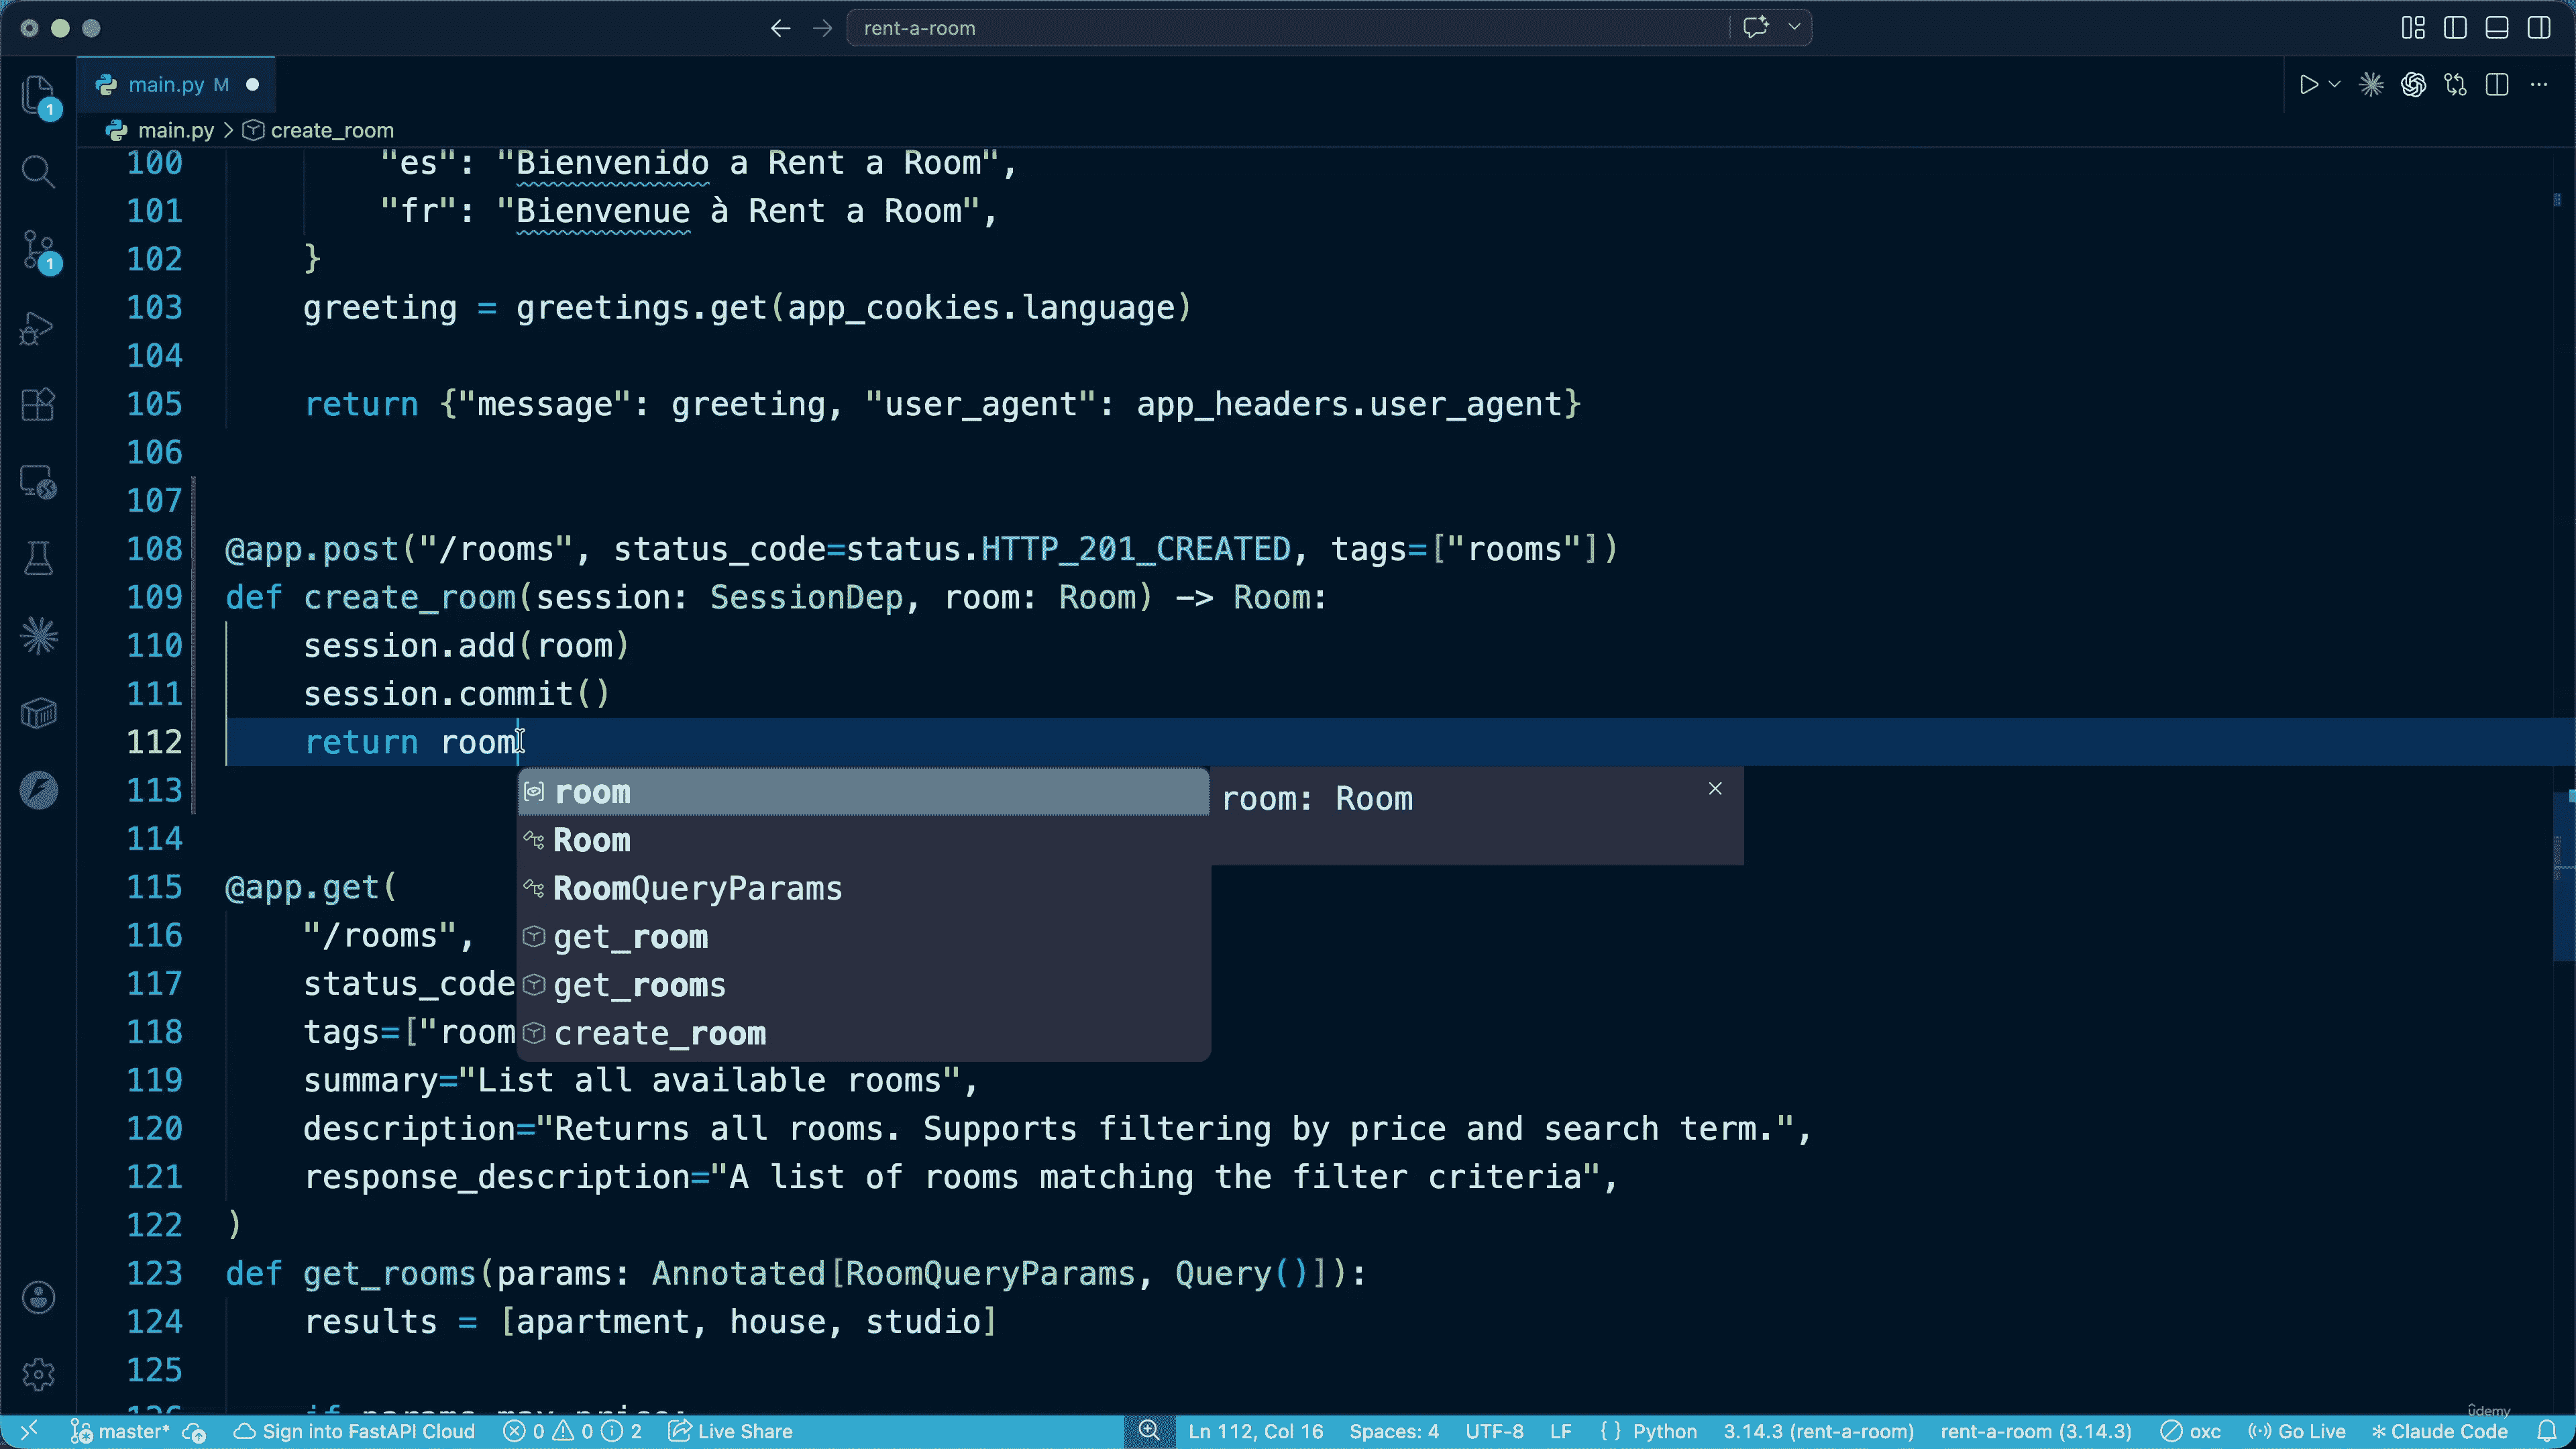 rent-a-room
main.py M
main.py > create_room
1
1
100 "es": "Bienvenido a Rent a Room",
101 "fr": "Bienvenue à Rent a Room",
102 }
103 greeting = greetings.get(app_cookies.language)
104
105 return {"message": greeting, "user_agent": app_headers.user_agent}
106
107
108 @app.post("/rooms", status_code=status.HTTP_201_CREATED, tags=["rooms"])
109 def create_room(session: SessionDep, room: Room) -> Room:
110 session.add(room)
111 session.commit()
112 return room
113
room
room: Room
114
Room
115 @app.get(
RoomQueryParams
116 "/rooms",
get_room
117 status_code
get_rooms
118 tags=["room
create_room
119 summary="List all available rooms",
120 description="Returns all rooms. Supports filtering by price and search term.",
121 response_description="A list of rooms matching the filter criteria",
122 )
123 def get_rooms(params: Annotated[RoomQueryParams, Query()]):
124 results = [apartment, house, studio]
125
126 if params.max_price:
udemy
master* Sign into FastAPI Cloud 0 0 2 Live Share Ln 112, Col 16 Spaces: 4 UTF-8 LF { } Python 3.14.3 (rent-a-room) rent-a-room (3.14.3) oxc Go Live Claude Code